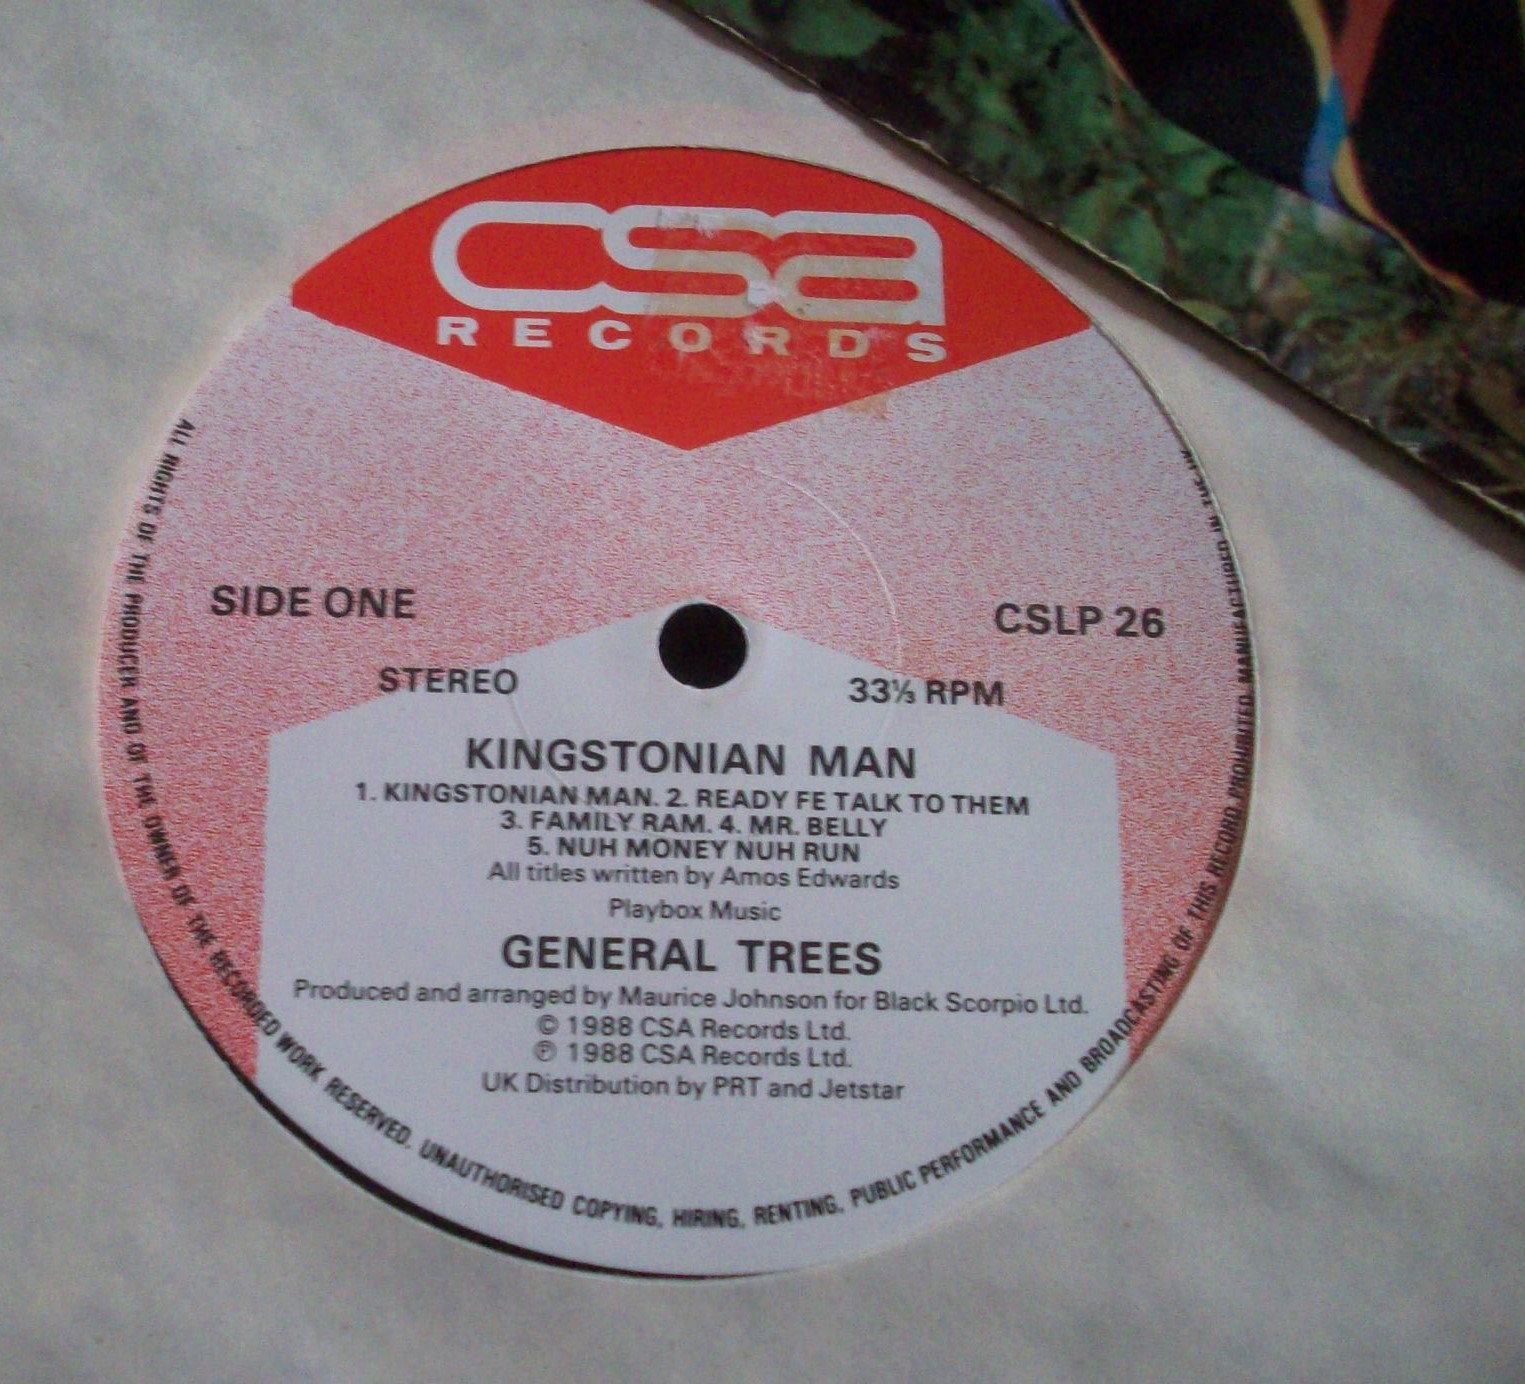 csa
RECORDS
SIDE ONE
CSLP 26
STEREO
33⅓ RPM
KINGSTONIAN MAN
1. KINGSTONIAN MAN. 2. READY FE TALK TO THEM
3. FAMILY RAM. 4. MR. BELLY
5. NUH MONEY NUH RUN
All titles written by Amos Edwards
Playbox Music
GENERAL TREES
Produced and arranged by Maurice Johnson for Black Scorpio Ltd.
© 1988 CSA Records Ltd.
℗ 1988 CSA Records Ltd.
UK Distribution by PRT and Jetstar
ALL RIGHTS OF THE PRODUCER AND OF THE OWNER OF THE RECORDED WORK RESERVED. UNAUTHORISED COPYING, HIRING, RENTING, PUBLIC PERFORMANCE AND BROADCASTING OF THIS RECORD PROHIBITED. MANUFACTURED IN THE